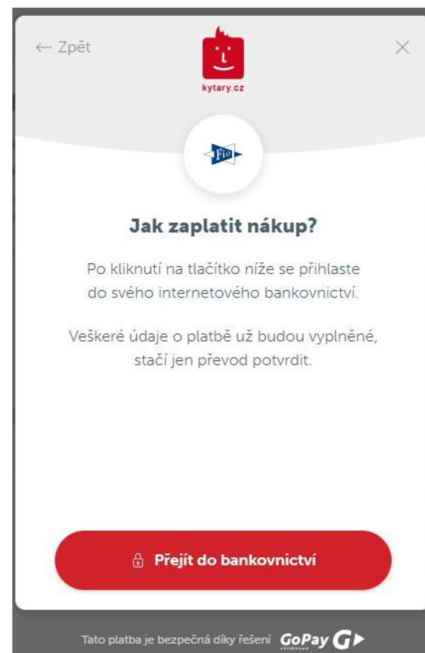 ← Zpět
kytary.cz
Fio
Jak zaplatit nákup?
Po kliknutí na tlačítko níže se přihlaste
do svého internetového bankovnictví.
Veškeré údaje o platbě už budou vyplněné,
stačí jen převod potvrdit.
Přejít do bankovnictví
Tato platba je bezpečná díky řešení GoPay